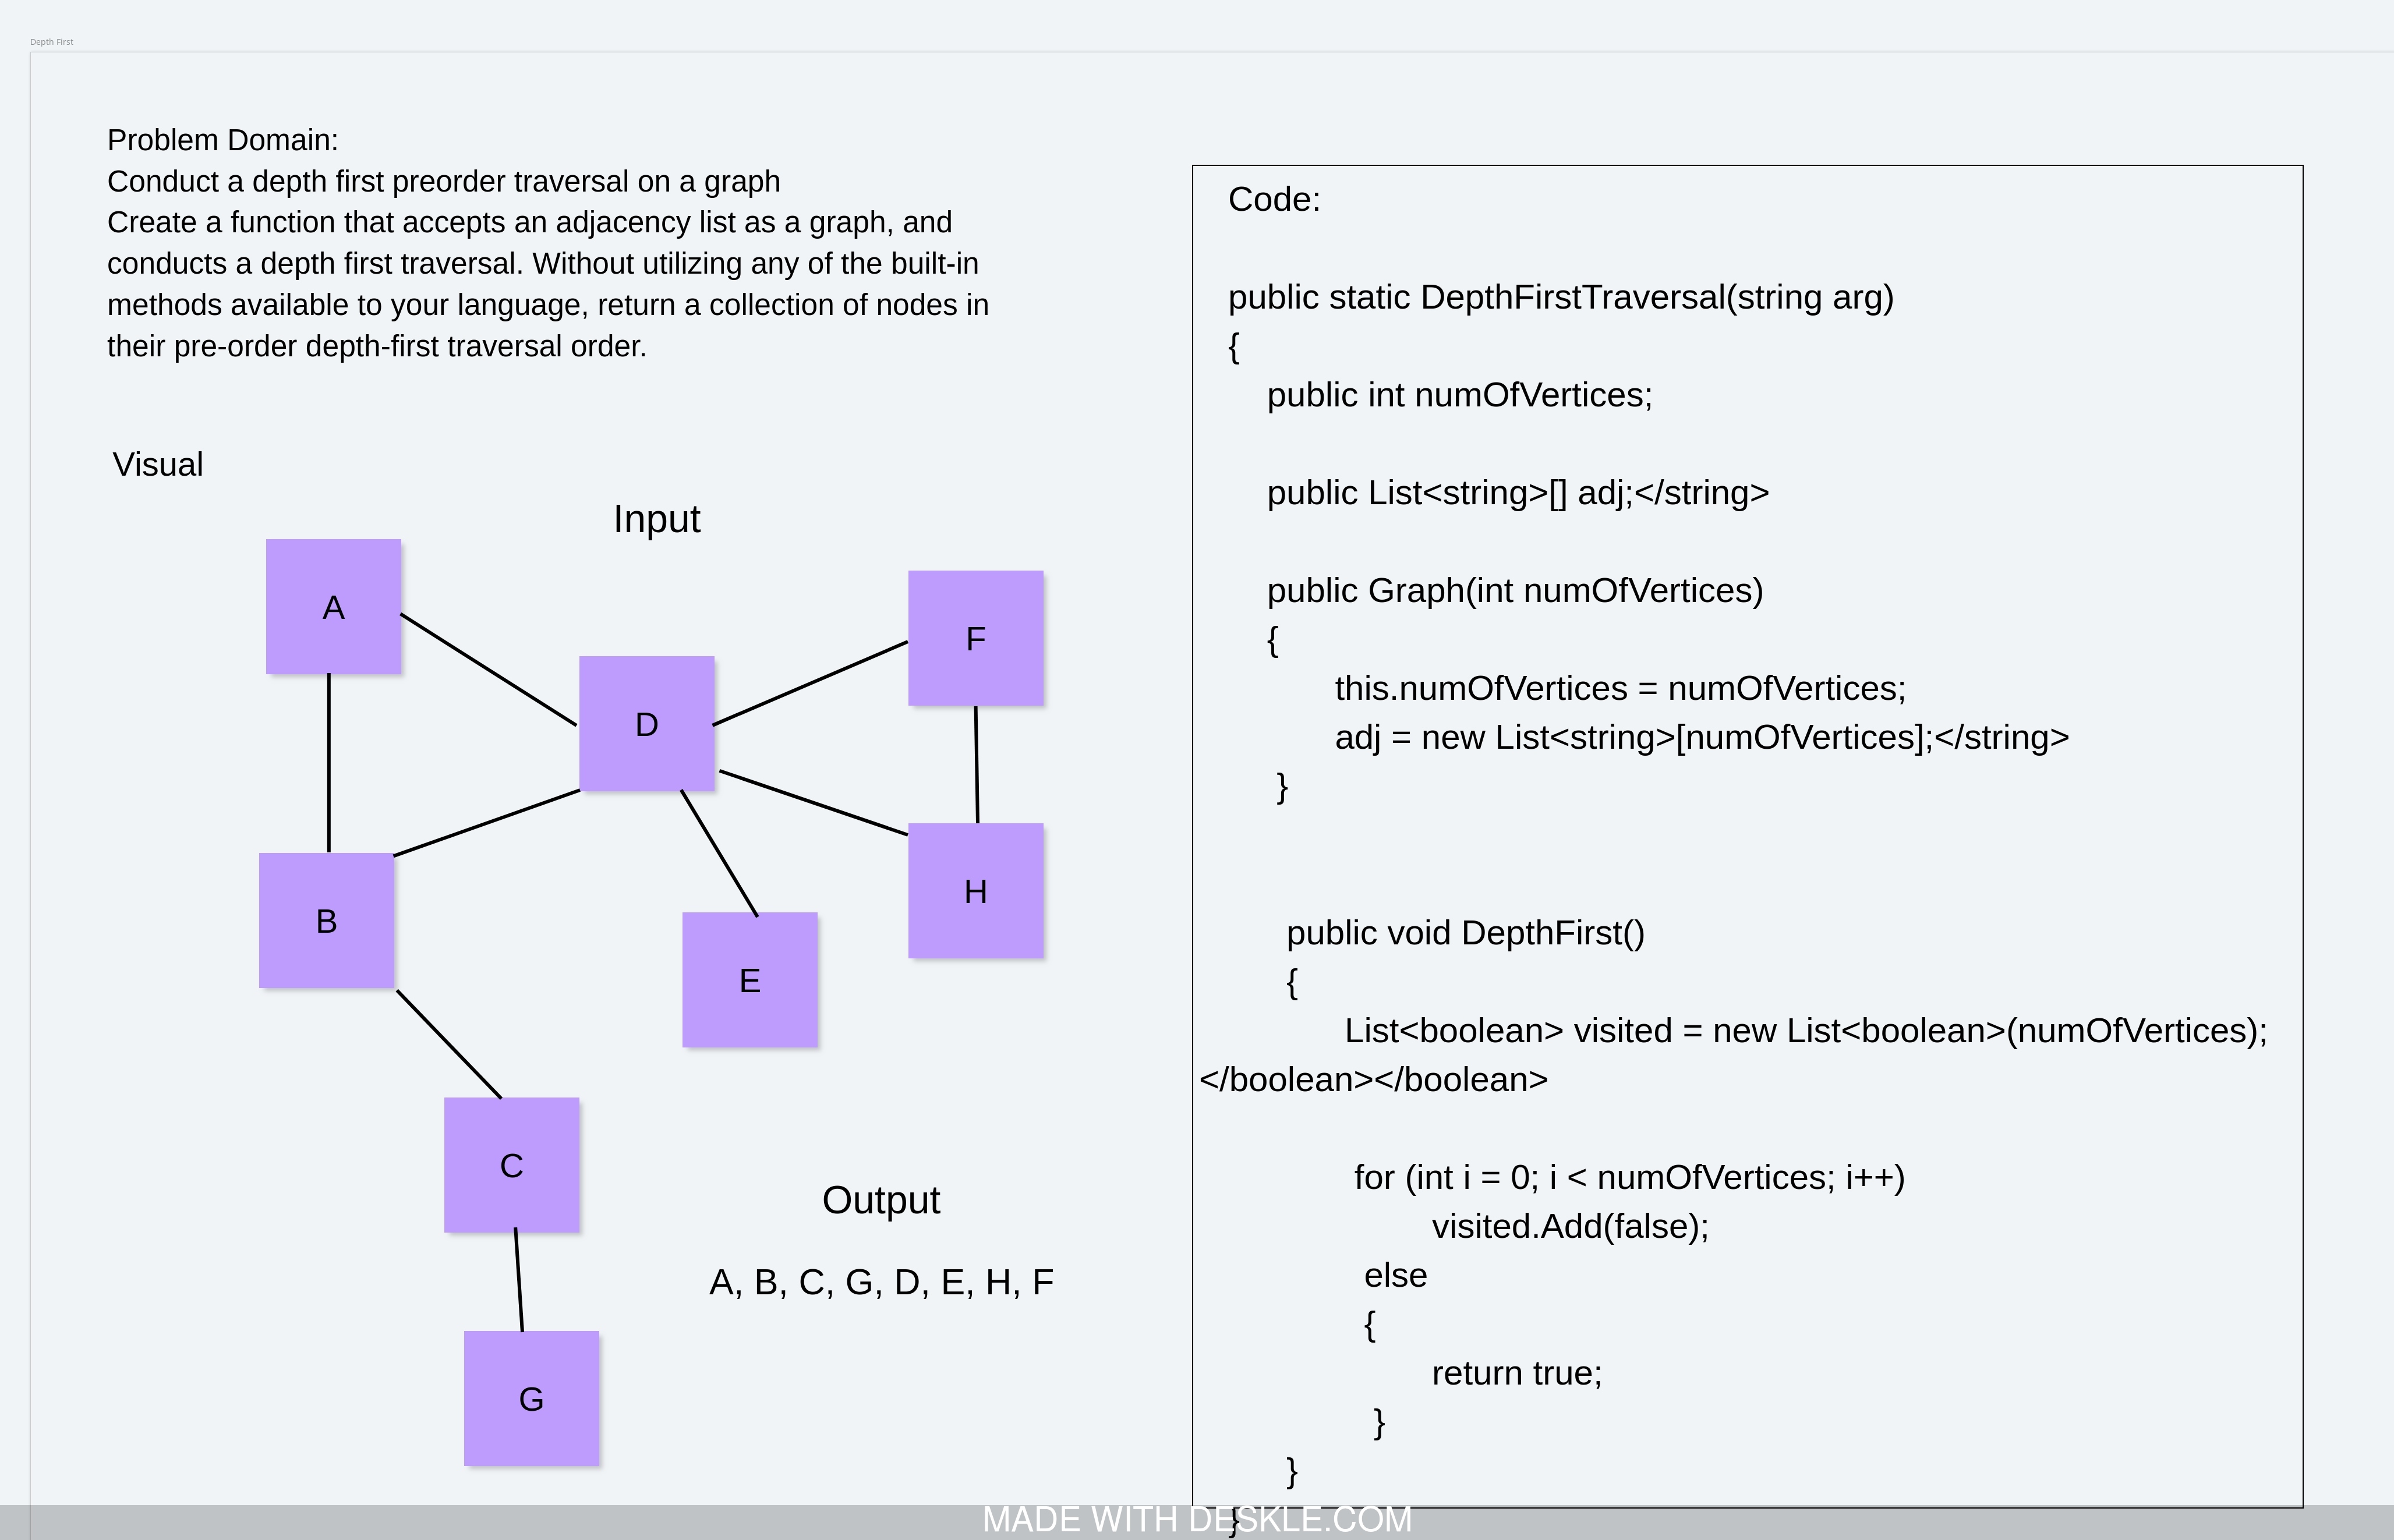 Depth First
Problem Domain:
Conduct a depth first preorder traversal on a graph
Create a function that accepts an adjacency list as a graph, and
conducts a depth first traversal. Without utilizing any of the built-in
methods available to your language, return a collection of nodes in
their pre-order depth-first traversal order.
Visual
Input
A
F
D
H
B
E
C
G
Output
A, B, C, G, D, E, H, F
Code:
public static DepthFirstTraversal(string arg)
{
public int numOfVertices;
public List<string>[] adj;</string>
public Graph(int numOfVertices)
{
this.numOfVertices = numOfVertices;
adj = new List<string>[numOfVertices];</string>
}
public void DepthFirst()
{
List<boolean> visited = new List<boolean>(numOfVertices);
</boolean></boolean>
for (int i = 0; i < numOfVertices; i++)
visited.Add(false);
else
{
return true;
}
}
}
MADE WITH DESKLE.COM